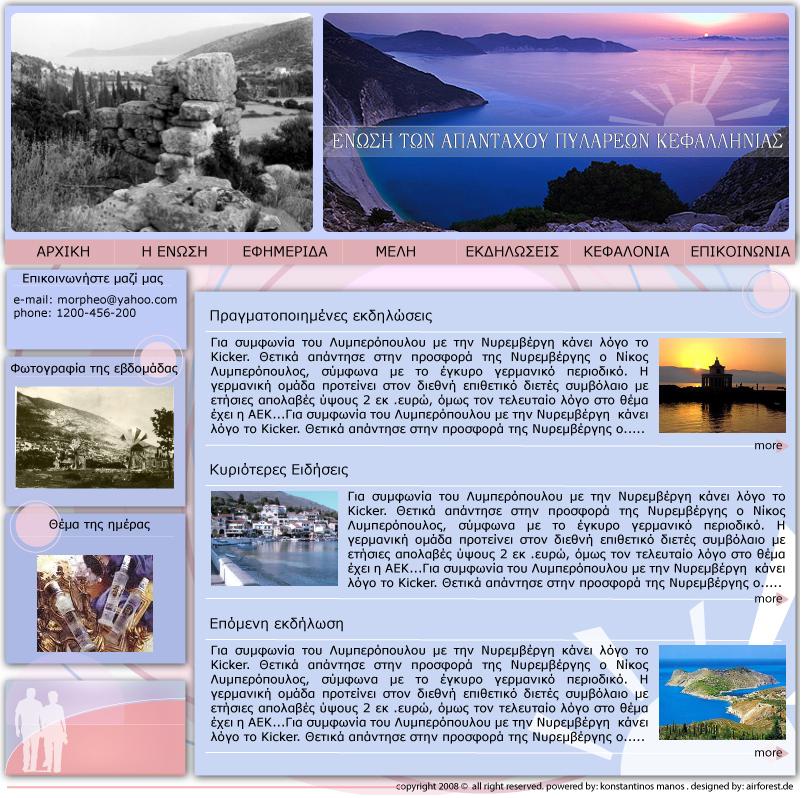 ΕΝΩΣΗ ΤΩΝ ΑΠΑΝΤΑΧΟΥ ΠΥΛΑΡΕΩΝ ΚΕΦΑΛΛΗΝΙΑΣ
ΑΡΧΙΚΗ Η ΕΝΩΣΗ ΕΦΗΜΕΡΙΔΑ ΜΕΛΗ ΕΚΔΗΛΩΣΕΙΣ ΚΕΦΑΛΟΝΙΑ ΕΠΙΚΟΙΝΩΝΙΑ
Επικοινωνήστε μαζί μας
e-mail: morpheo@yahoo.com
phone: 1200-456-200
Φωτογραφία της εβδομάδας
Θέμα της ημέρας
Πραγματοποιημένες εκδηλώσεις
Για συμφωνία του Λυμπερόπουλου με την Νυρεμβέργη κάνει λόγο το
Kicker. Θετικά απάντησε στην προσφορά της Νυρεμβέργης ο Νίκος
Λυμπερόπουλος, σύμφωνα με το έγκυρο γερμανικό περιοδικό. Η
γερμανική ομάδα προτείνει στον διεθνή επιθετικό διετές συμβόλαιο με
ετήσιες απολαβές ύψους 2 εκ .ευρώ, όμως τον τελευταίο λόγο στο θέμα
έχει η ΑΕΚ...Για συμφωνία του Λυμπερόπουλου με την Νυρεμβέργη κάνει
λόγο το Kicker. Θετικά απάντησε στην προσφορά της Νυρεμβέργης ο.....
more
Κυριότερες Ειδήσεις
Για συμφωνία του Λυμπερόπουλου με την Νυρεμβέργη κάνει λόγο το
Kicker. Θετικά απάντησε στην προσφορά της Νυρεμβέργης ο Νίκος
Λυμπερόπουλος, σύμφωνα με το έγκυρο γερμανικό περιοδικό. Η
γερμανική ομάδα προτείνει στον διεθνή επιθετικό διετές συμβόλαιο με
ετήσιες απολαβές ύψους 2 εκ .ευρώ, όμως τον τελευταίο λόγο στο θέμα
έχει η ΑΕΚ...Για συμφωνία του Λυμπερόπουλου με την Νυρεμβέργη κάνει
λόγο το Kicker. Θετικά απάντησε στην προσφορά της Νυρεμβέργης ο.....
more
Επόμενη εκδήλωση
Για συμφωνία του Λυμπερόπουλου με την Νυρεμβέργη κάνει λόγο το
Kicker. Θετικά απάντησε στην προσφορά της Νυρεμβέργης ο Νίκος
Λυμπερόπουλος, σύμφωνα με το έγκυρο γερμανικό περιοδικό. Η
γερμανική ομάδα προτείνει στον διεθνή επιθετικό διετές συμβόλαιο με
ετήσιες απολαβές ύψους 2 εκ .ευρώ, όμως τον τελευταίο λόγο στο θέμα
έχει η ΑΕΚ...Για συμφωνία του Λυμπερόπουλου με την Νυρεμβέργη κάνει
λόγο το Kicker. Θετικά απάντησε στην προσφορά της Νυρεμβέργης ο.....
more
copyright 2008 © all right reserved. powered by: konstantinos manos . designed by: airforest.de